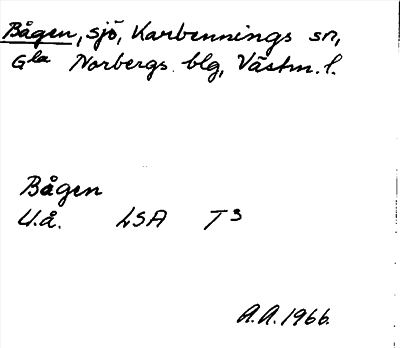 Bågen, sjö, Karbennings sn,
Gla Norbergs blg, Västm. l.
Bågen
U.å. LSA T3
A.A. 1966.